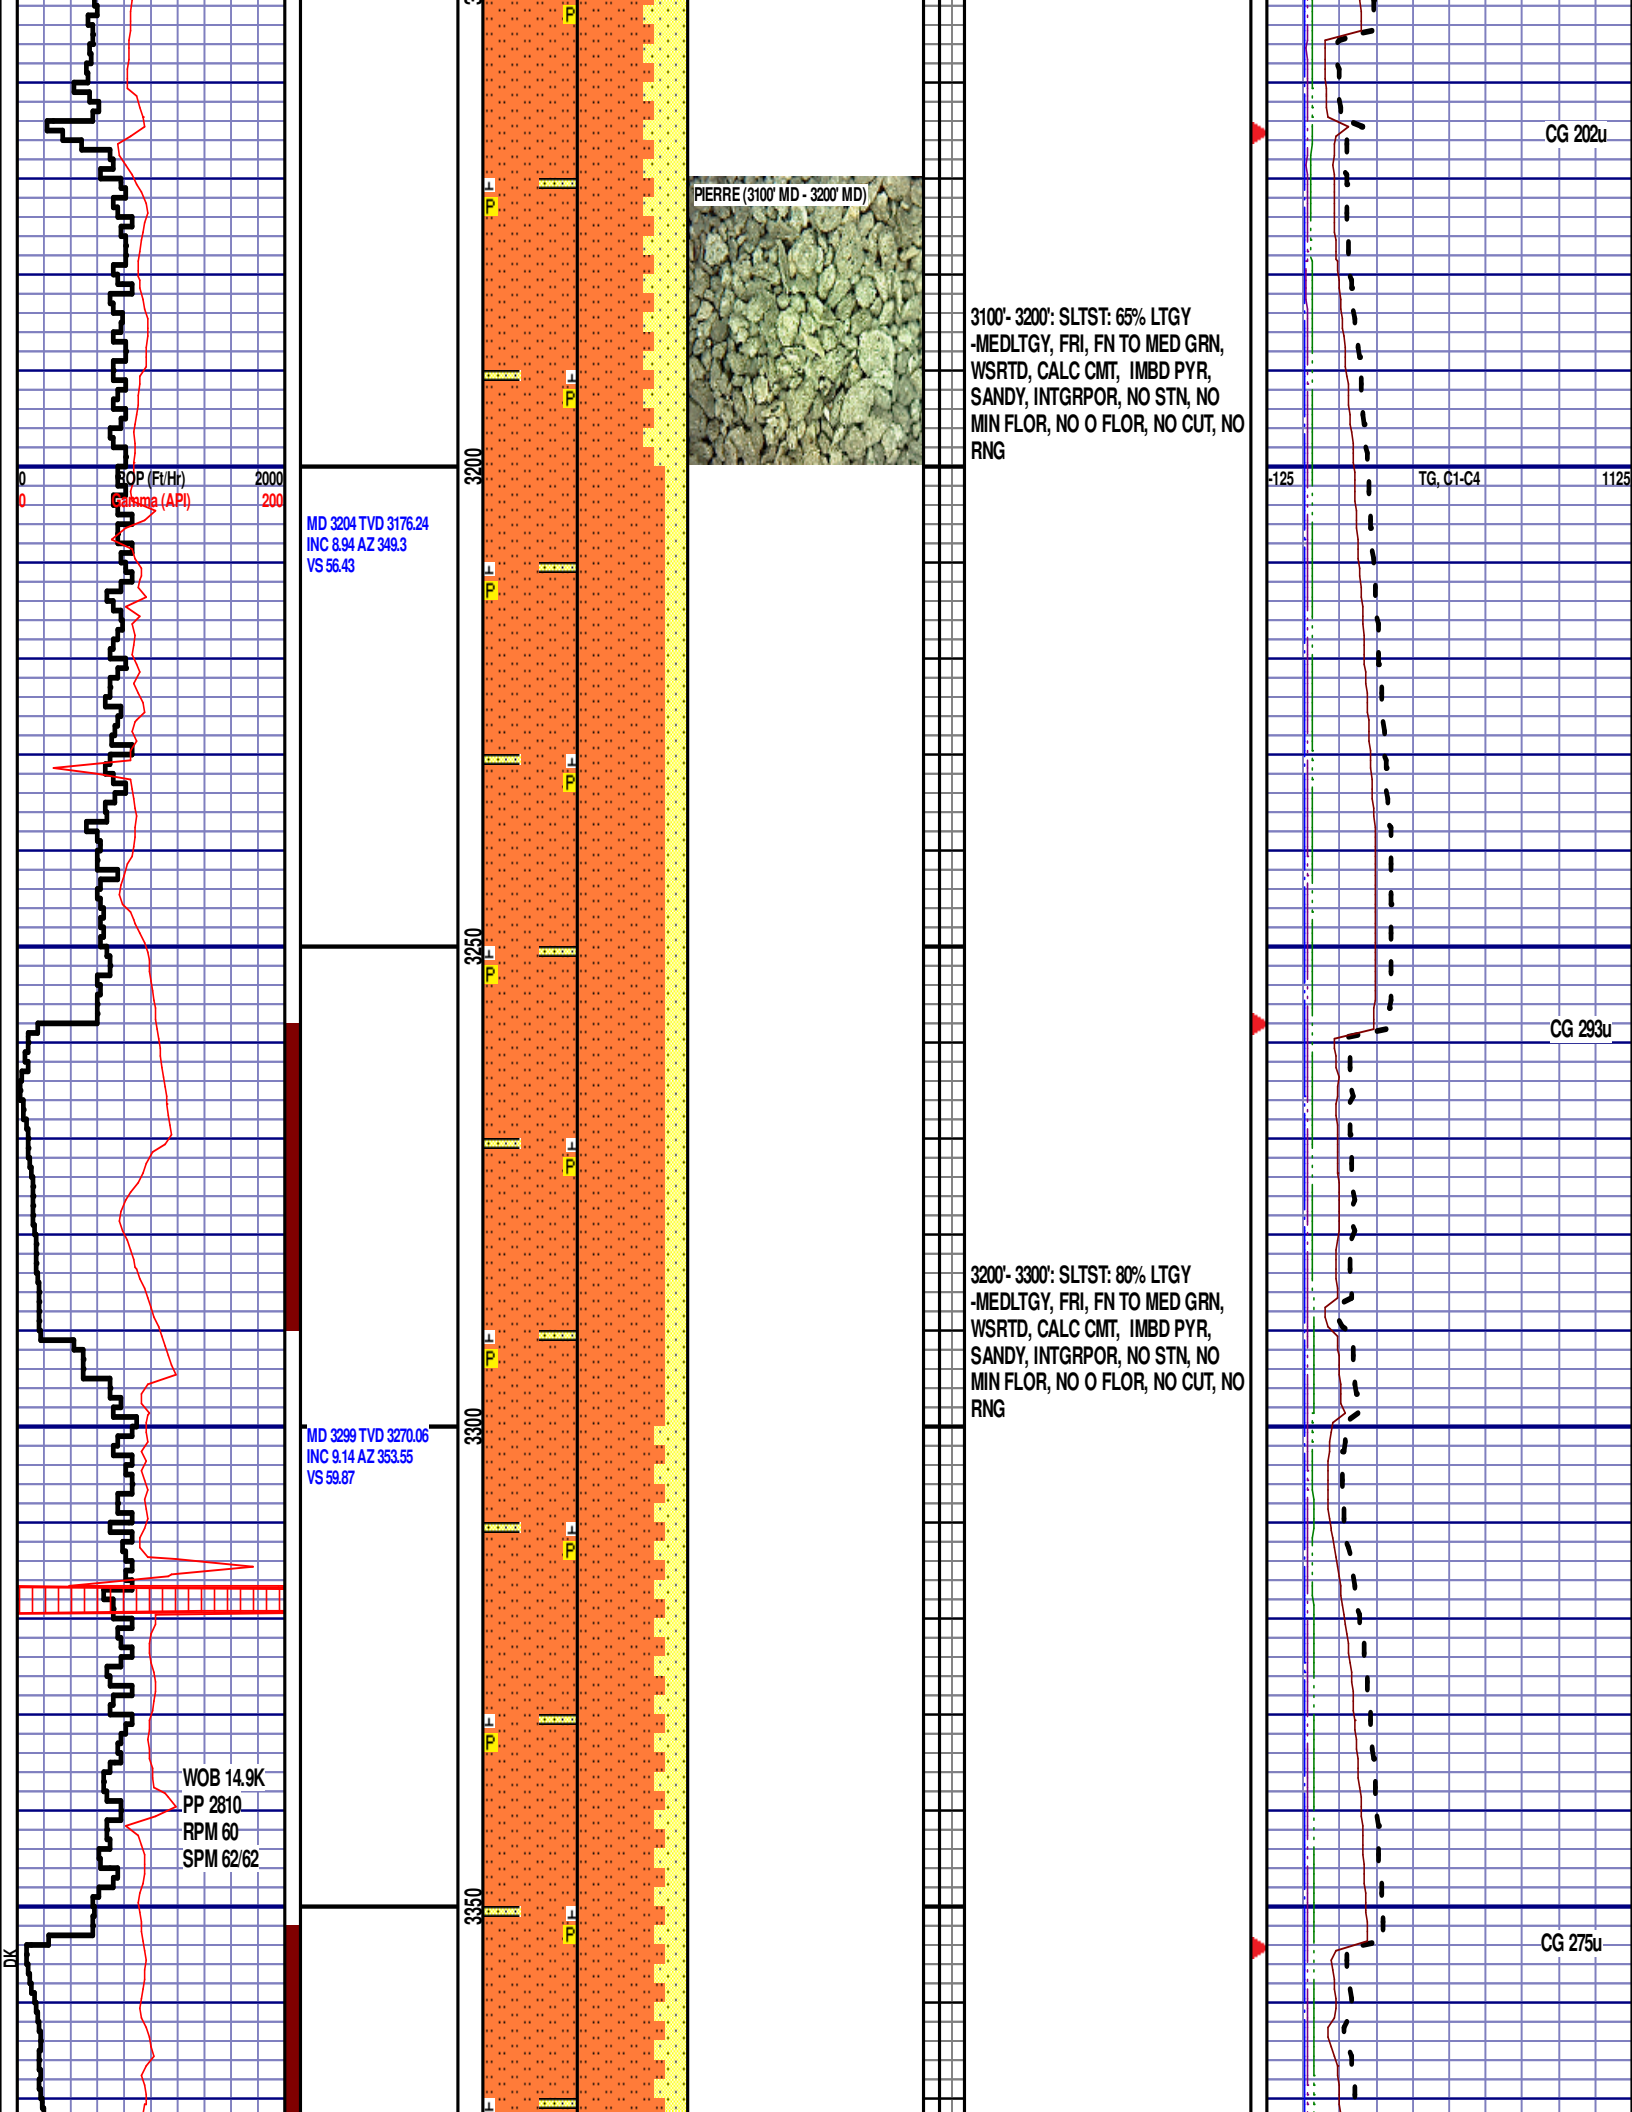 P
CG 202u
P
PIERRE (3100' MD - 3200' MD)
3100'- 3200': SLTST: 65% LTGY
-MEDLTGY, FRI, FN TO MED GRN,
WSRTD, CALC CMT, IMBD PYR,
SANDY, INTGRPOR, NO STN, NO
MIN FLOR, NO O FLOR, NO CUT, NO
RNG
P
3200
0 ROP (Ft/Hr) 2000
0 Gamma (API) 200
-125 TG, C1-C4 1125
MD 3204 TVD 3176.24
INC 8.94 AZ 349.3
VS 56.43
P
P
3250
P
CG 293u
P
3200'- 3300': SLTST: 80% LTGY
-MEDLTGY, FRI, FN TO MED GRN,
WSRTD, CALC CMT, IMBD PYR,
SANDY, INTGRPOR, NO STN, NO
MIN FLOR, NO O FLOR, NO CUT, NO
RNG
P
3300
MD 3299 TVD 3270.06
INC 9.14 AZ 353.55
VS 59.87
P
P
WOB 14.9K
PP 2810
RPM 60
SPM 62/62
3350
P
DK
CG 275u